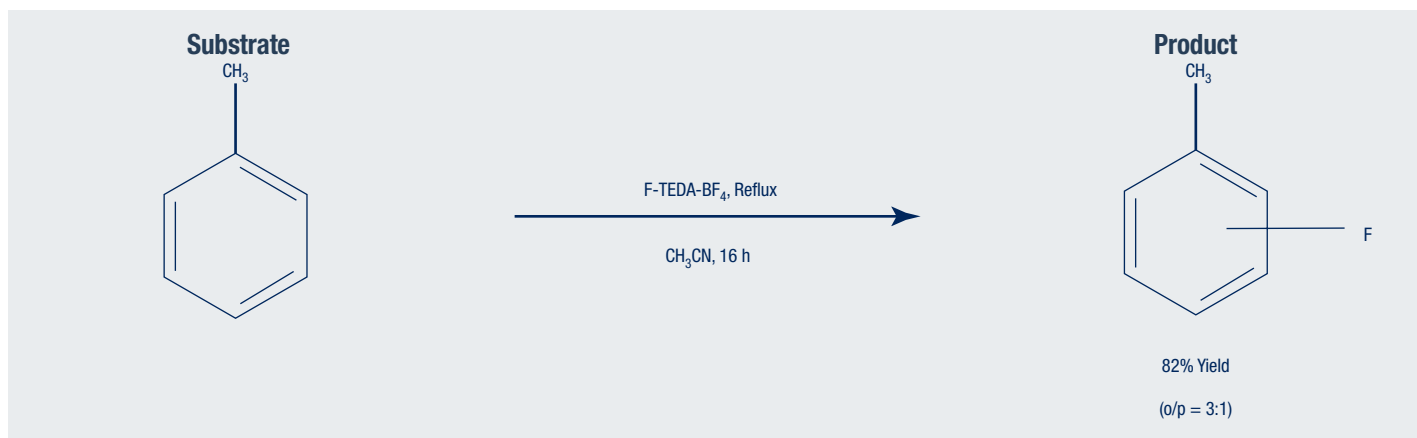 Substrate
CH₃
F-TEDA-BF₄, Reflux
CH₃CN, 16 h
Product
CH₃
F
82% Yield
(o/p = 3:1)